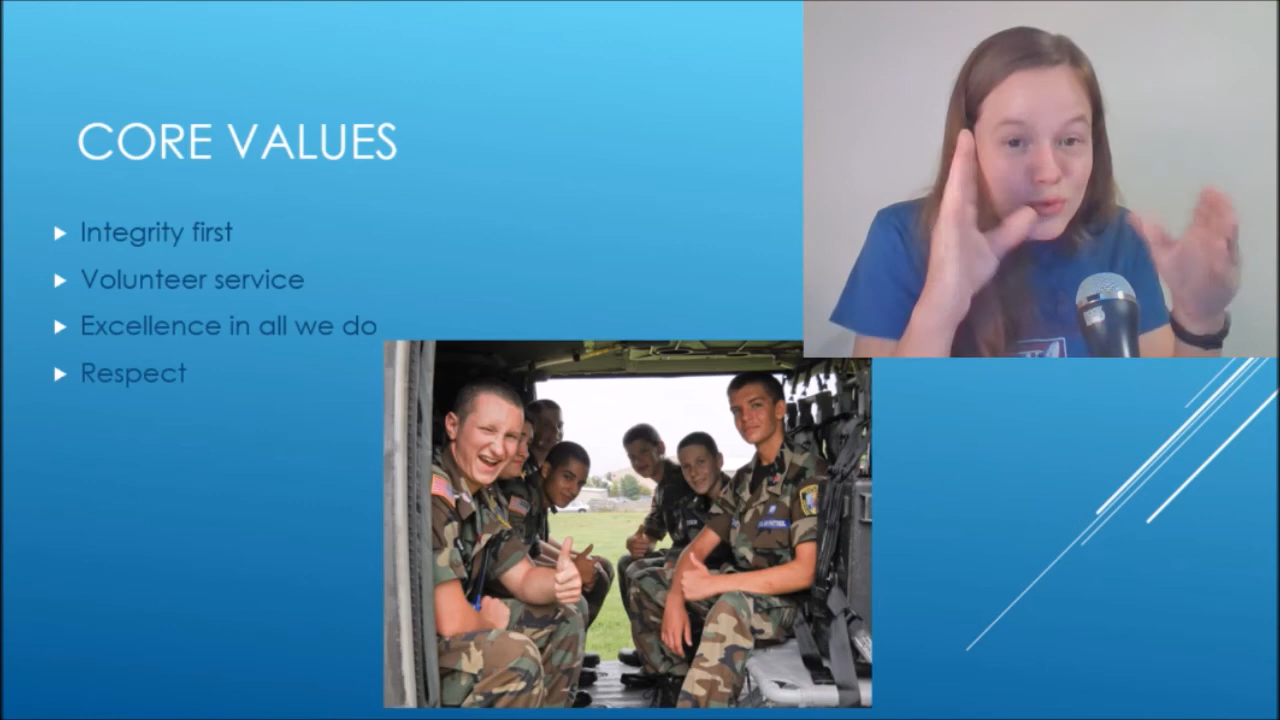 CORE VALUES
Integrity first
Volunteer service
Excellence in all we do
Respect